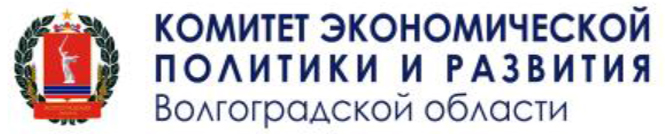 КОМИТЕТ ЭКОНОМИЧЕСКОЙ
ПОЛИТИКИ И РАЗВИТИЯ
Волгоградской области